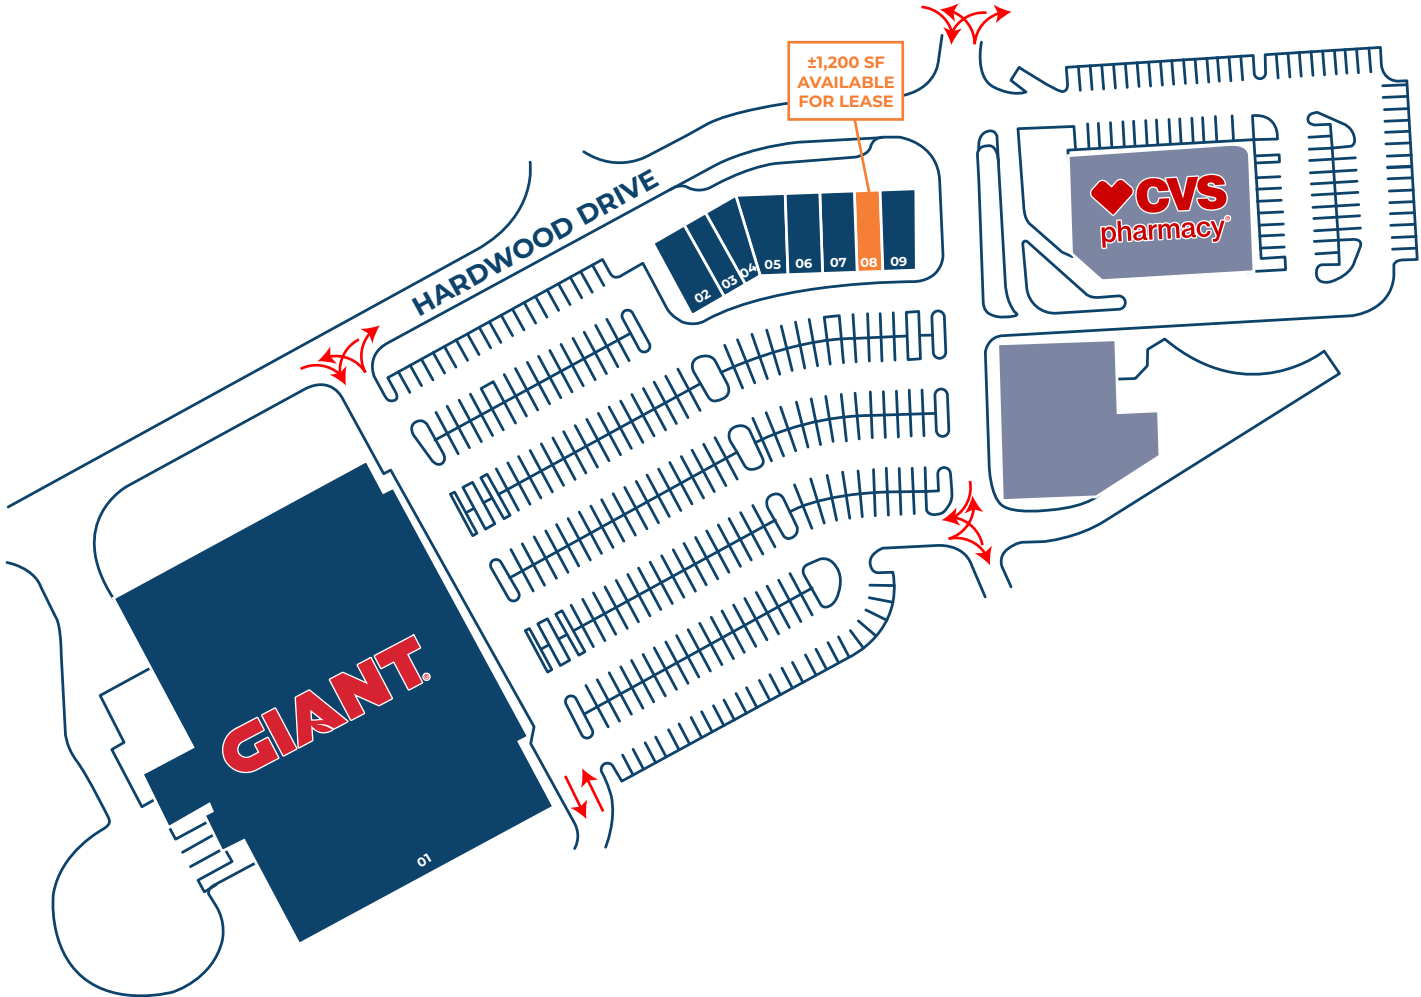 ±1,200 SF
AVAILABLE
FOR LEASE
HARDWOOD DRIVE
CVS
pharmacy®
02
03
04
05
06
07
08
09
GIANT®
01